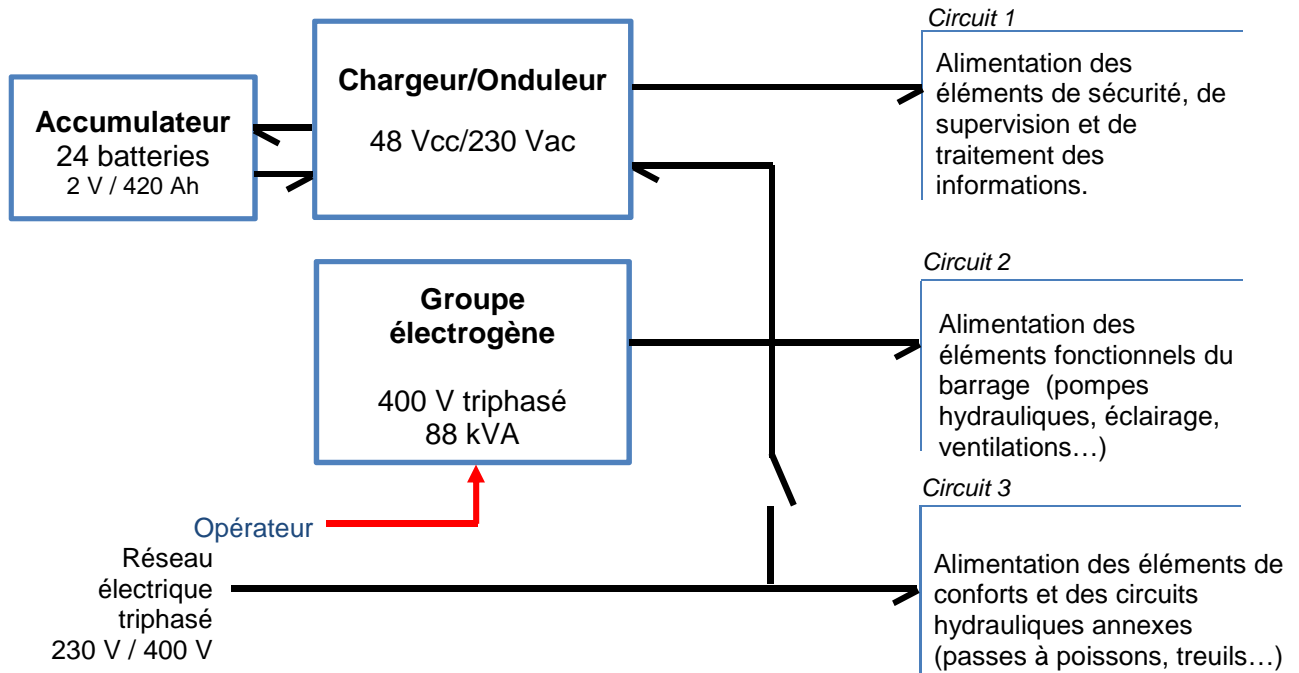 Circuit 1
Chargeur/Onduleur
48 Vcc/230 Vac
Accumulateur
24 batteries
2 V / 420 Ah
Alimentation des
éléments de sécurité, de
supervision et de
traitement des
informations.
Circuit 2
Groupe
électrogène
400 V triphasé
88 kVA
Alimentation des
éléments fonctionnels du
barrage (pompes
hydrauliques, éclairage,
ventilations…)
Circuit 3
Opérateur
Réseau
électrique
triphasé
230 V / 400 V
Alimentation des éléments de
conforts et des circuits
hydrauliques annexes
(passes à poissons, treuils…)